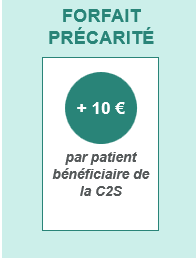 FORFAIT
PRÉCARITÉ
+ 10 €
par patient
bénéficiaire de
la C2S